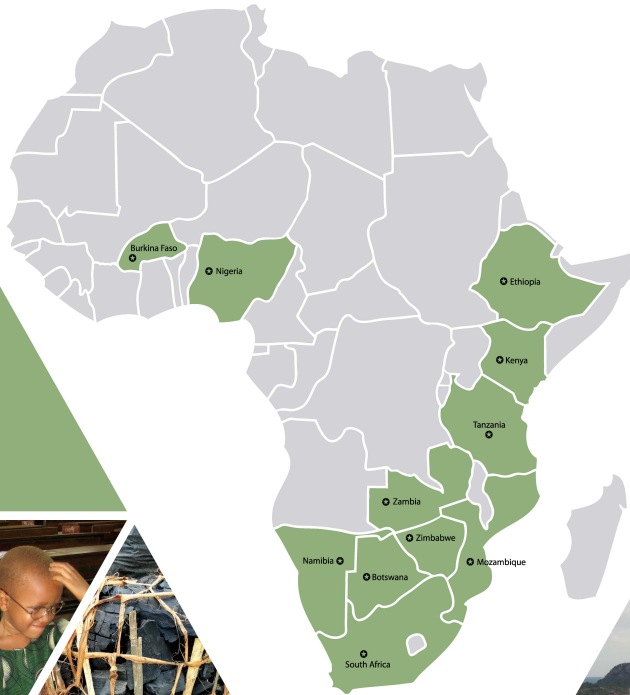 Burkina Faso
Nigeria
Ethiopia
Kenya
Tanzania
Zambia
Zimbabwe
Namibia
Mozambique
Botswana
South Africa